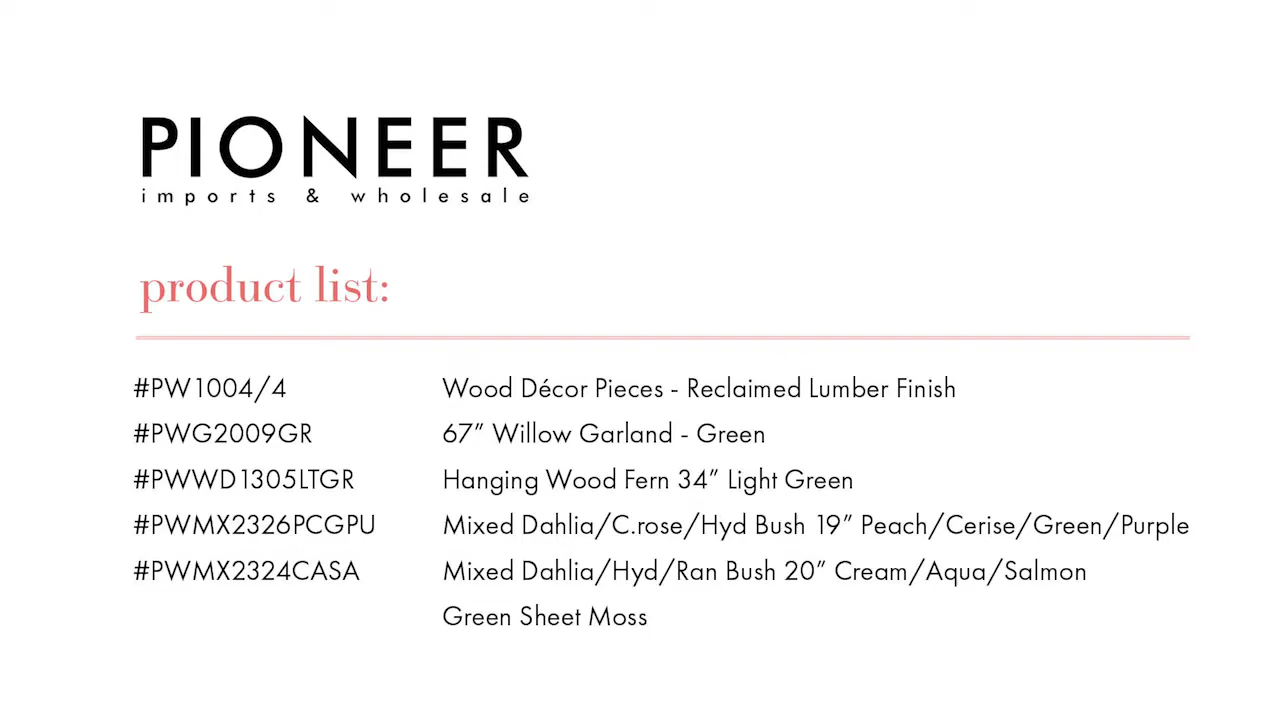 PIONEER
imports & wholesale
product list:
#PW1004/4 Wood Décor Pieces - Reclaimed Lumber Finish
#PWG2009GR 67” Willow Garland - Green
#PWWD1305LTGR Hanging Wood Fern 34” Light Green
#PWMX2326PCGPU Mixed Dahlia/C.rose/Hyd Bush 19” Peach/Cerise/Green/Purple
#PWMX2324CASA Mixed Dahlia/Hyd/Ran Bush 20” Cream/Aqua/Salmon
Green Sheet Moss